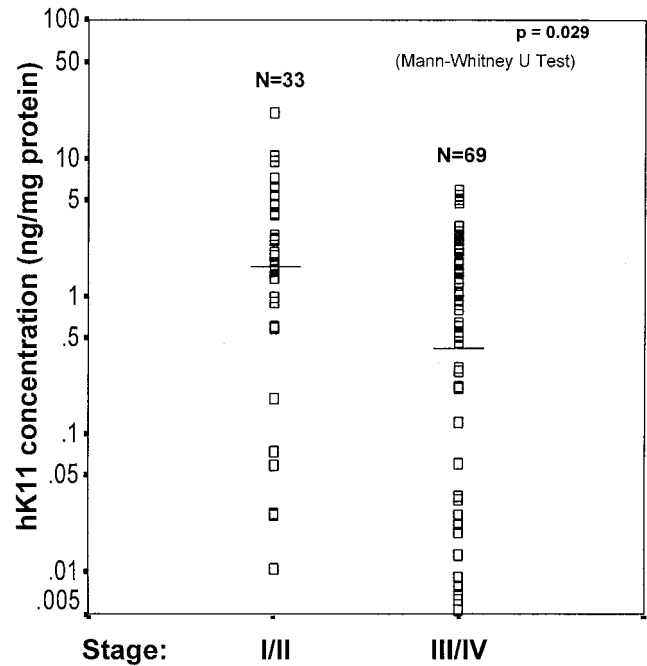 100
p = 0.029
50
(Mann-Whitney U Test)
N=33
10
N=69
5
1
.5
.1
.05
.01
.005
hK11 concentration (ng/mg protein)
Stage: I/II III/IV